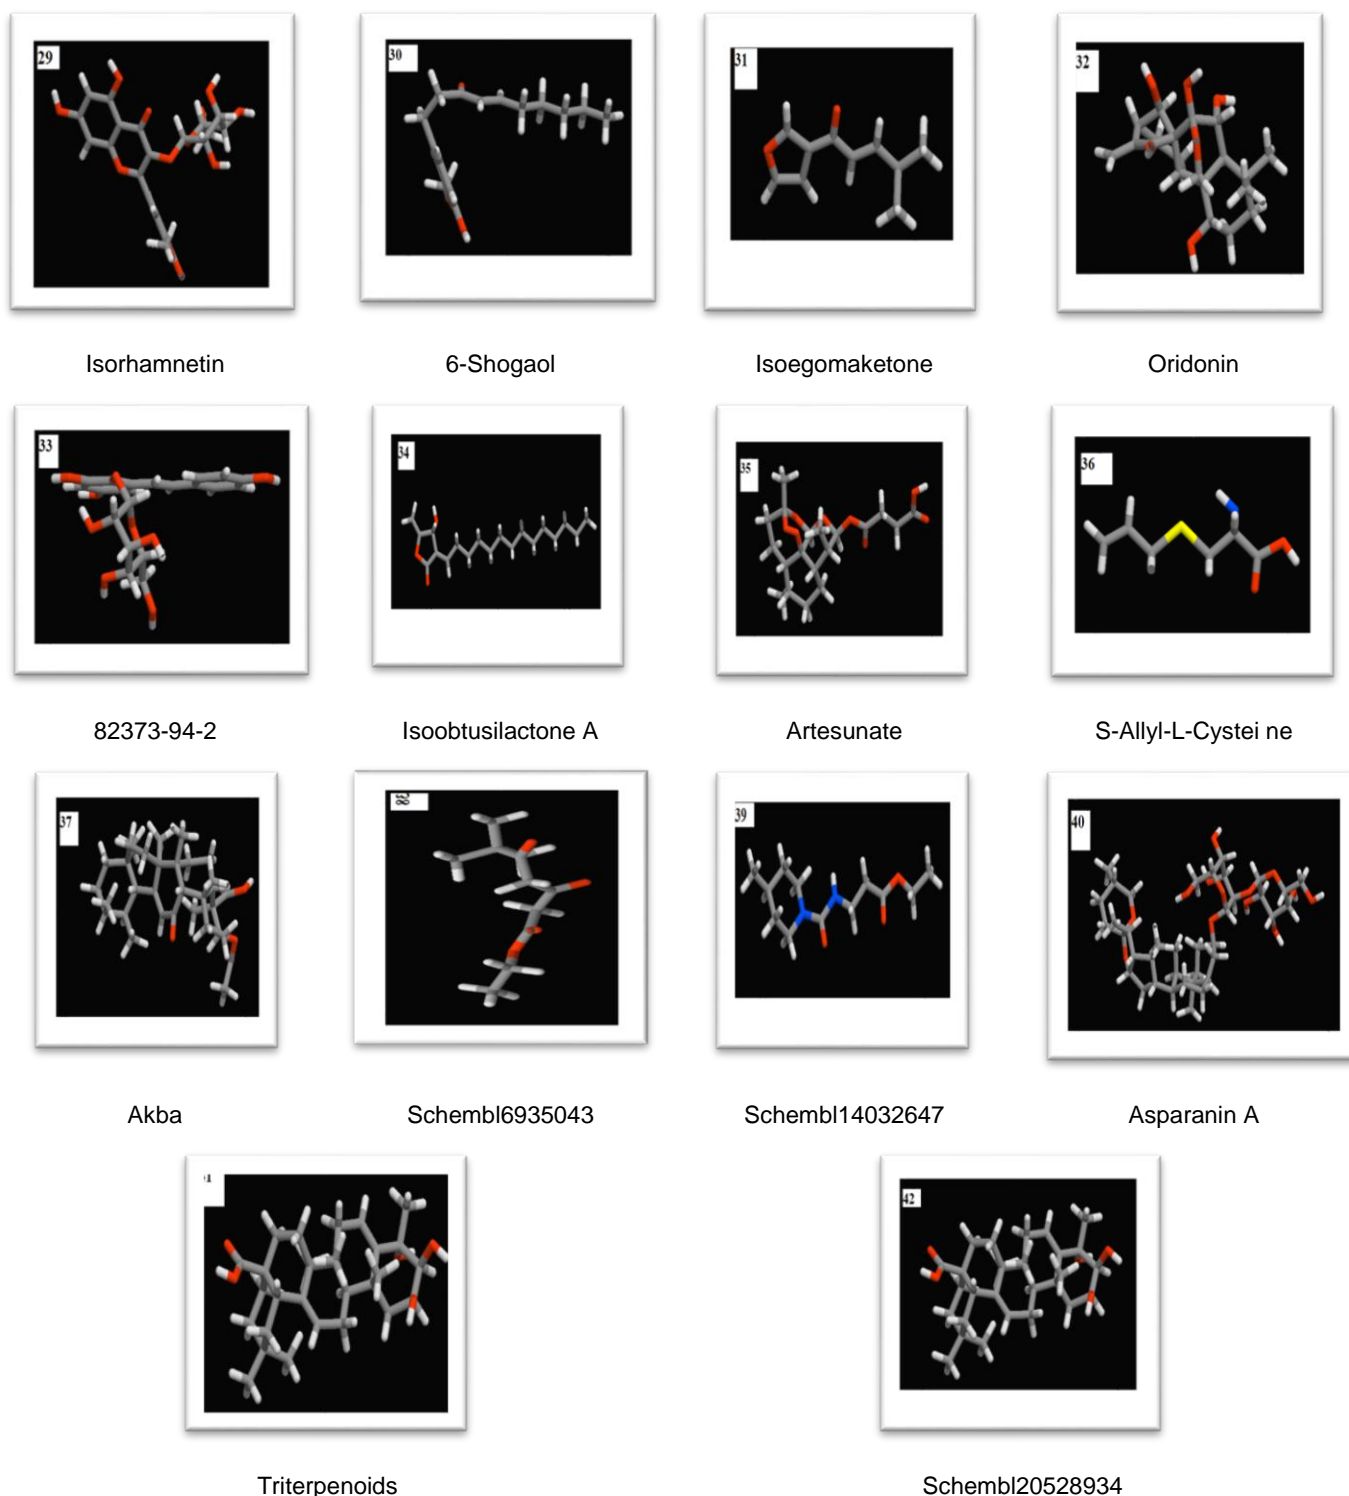 29 30 31 32
Isorhamnetin 6-Shogaol Isoegomaketone Oridonin
33 34 35 36
82373-94-2 Isoobtusilactone A Artesunate S-Allyl-L-Cystei ne
37 38 39 40
Akba Schembl6935043 Schembl14032647 Asparanin A
42
Triterpenoids Schembl20528934